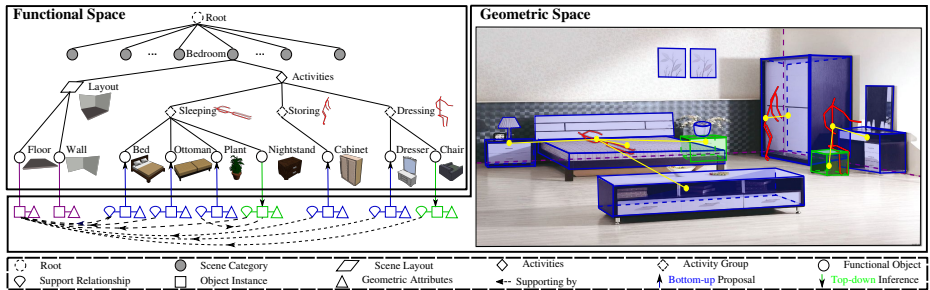 Functional Space
Root
... Bedroom ...
Layout
Activities
Sleeping Storing Dressing
Floor Wall Bed Ottoman Plant Nightstand Cabinet Dresser Chair
Geometric Space
Root Scene Category Scene Layout Activities Activity Group Functional Object
Support Relationship Object Instance Geometric Attributes Supporting by Bottom-up Proposal Top-down Inference